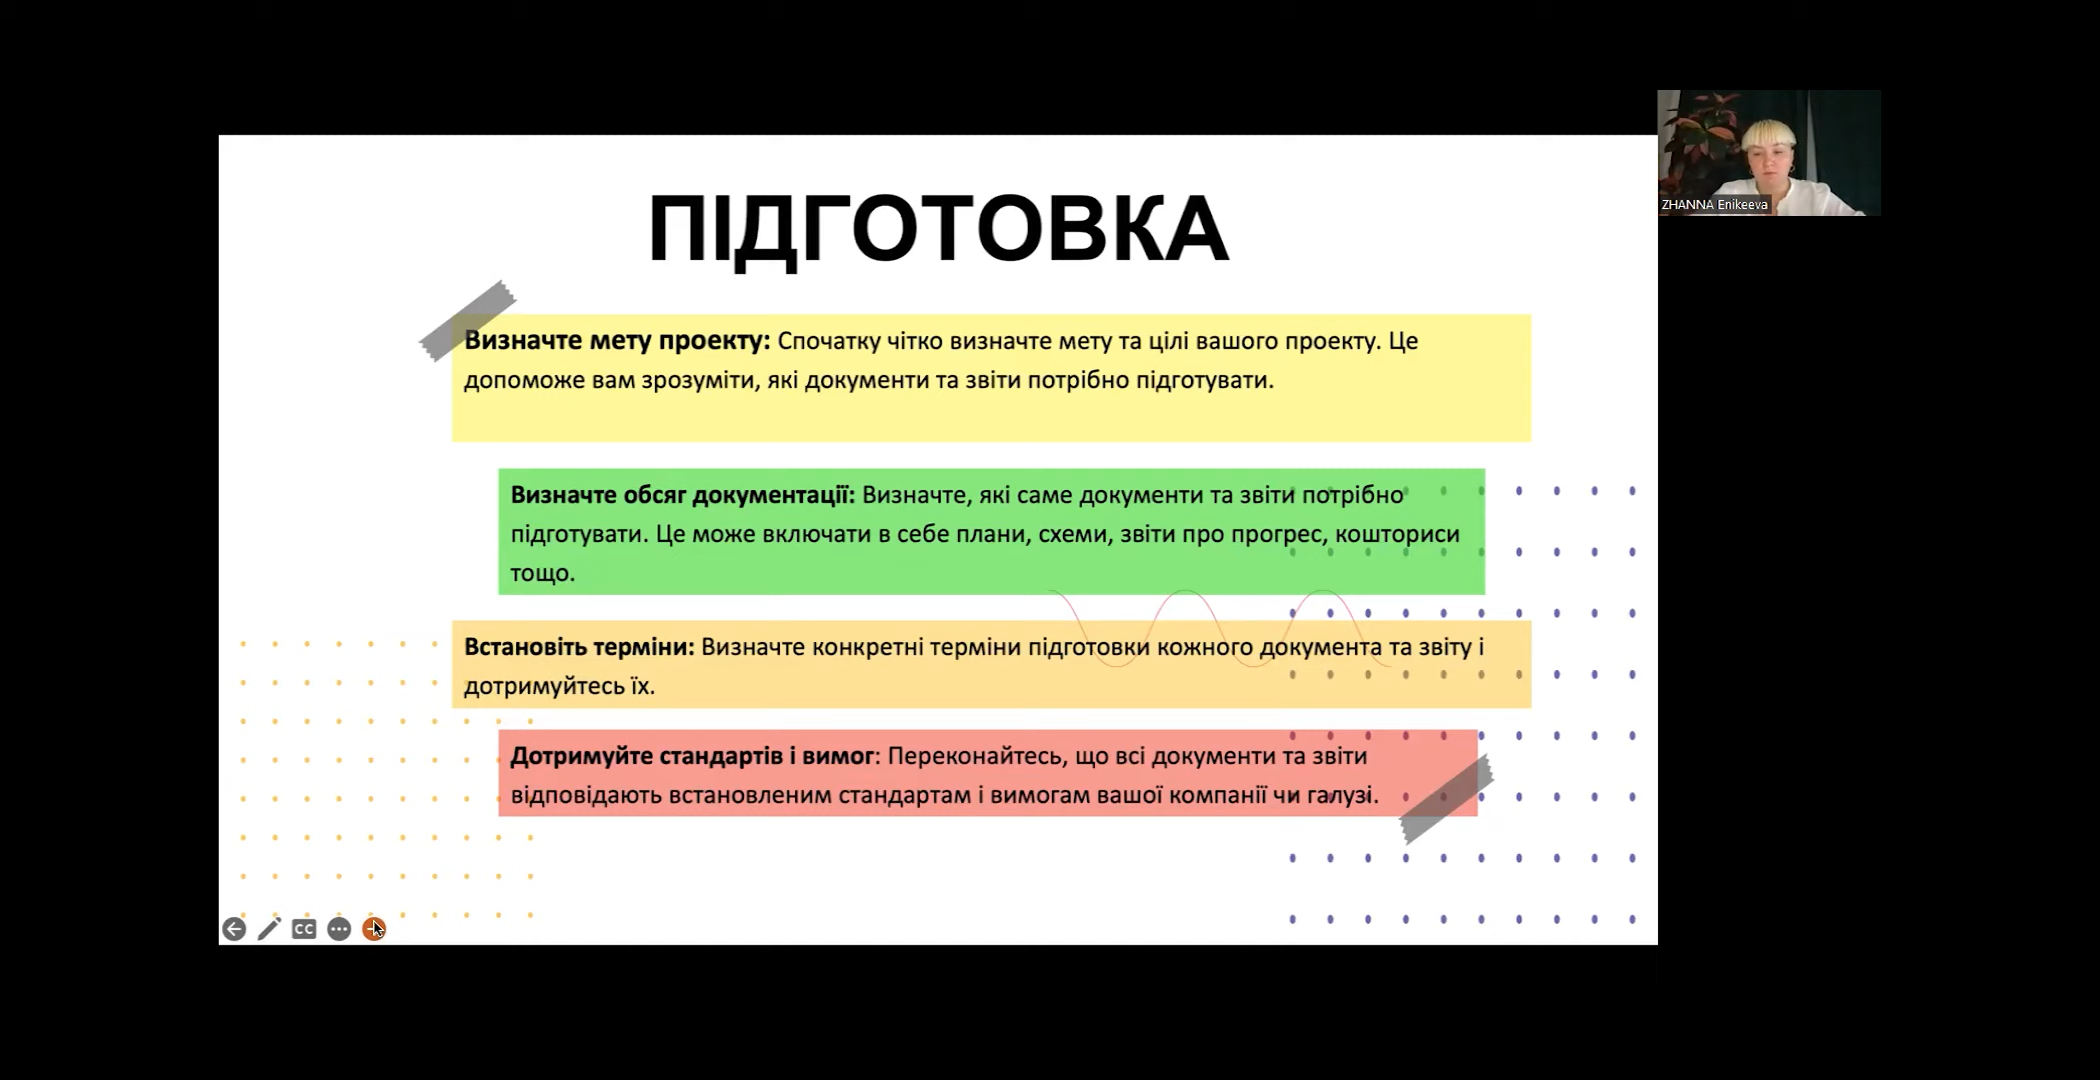 ZHANNA Enikeeva
ПІДГОТОВКА
Визначте мету проекту: Спочатку чітко визначте мету та цілі вашого проекту. Це
допоможе вам зрозуміти, які документи та звіти потрібно підготувати.
Визначте обсяг документації: Визначте, які саме документи та звіти потрібно
підготувати. Це може включати в себе плани, схеми, звіти про прогрес, кошториси
тощо.
Встановіть терміни: Визначте конкретні терміни підготовки кожного документа та звіту і
дотримуйтесь їх.
Дотримуйте стандартів і вимог: Переконайтесь, що всі документи та звіти
відповідають встановленим стандартам і вимогам вашої компанії чи галузі.
CC